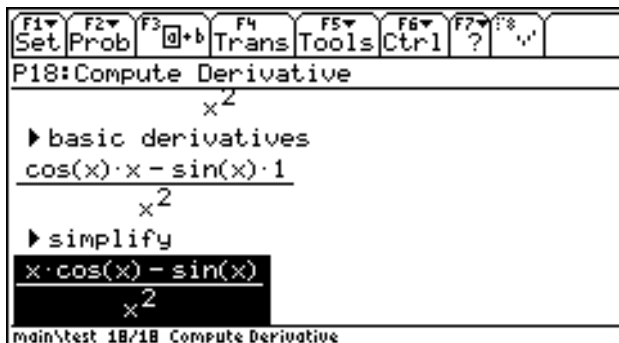 F1▼ F2▼ F3 F4 F5▼ F6▼ F7▼ F8
Set Prob a+b Trans Tools Ctrl ?
P18:Compute Derivative
x²
▶basic derivatives
cos(x)·x-sin(x)·1
x²
▶simplify
x·cos(x)-sin(x)
x²
main\test 18/18 Compute Derivative